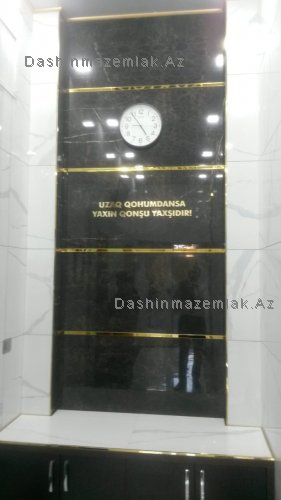 Dashinmazemlak.Az
UZAQ QOHUMDANSA
YAXIN QONŞU YAXŞIDIR!
Dashinmazemlak.Az